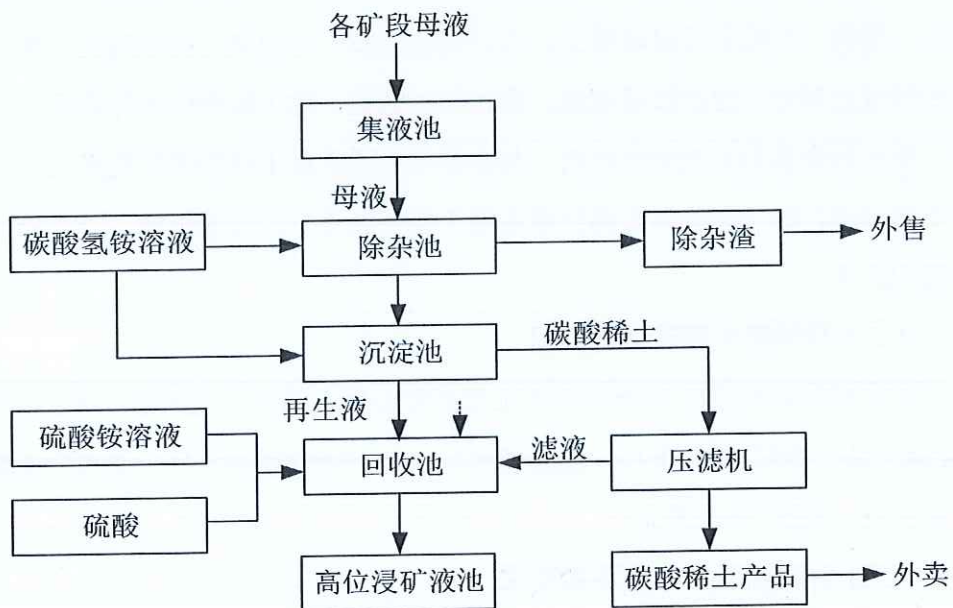 各矿段母液
集液池
母液
碳酸氢铵溶液
除杂池
除杂渣
外售
沉淀池
碳酸稀土
再生液
硫酸铵溶液
回收池
滤液
压滤机
硫酸
高位浸矿液池
碳酸稀土产品
外卖